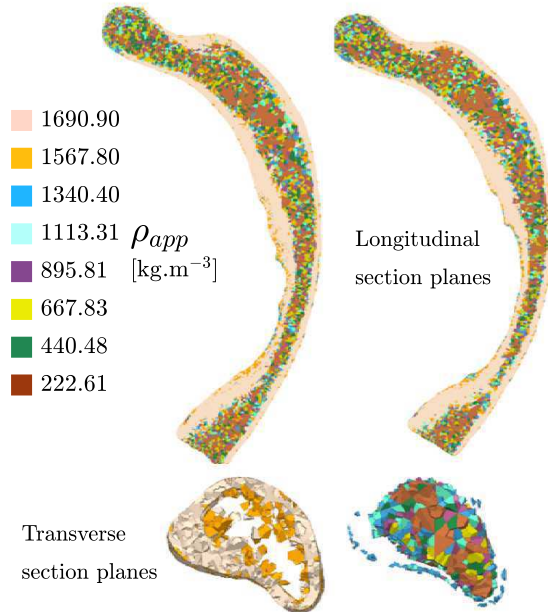 1690.90
1567.80
1340.40
1113.31
895.81
667.83
440.48
222.61
ρapp
[kg.m−3]
Longitudinal
section planes
Transverse
section planes